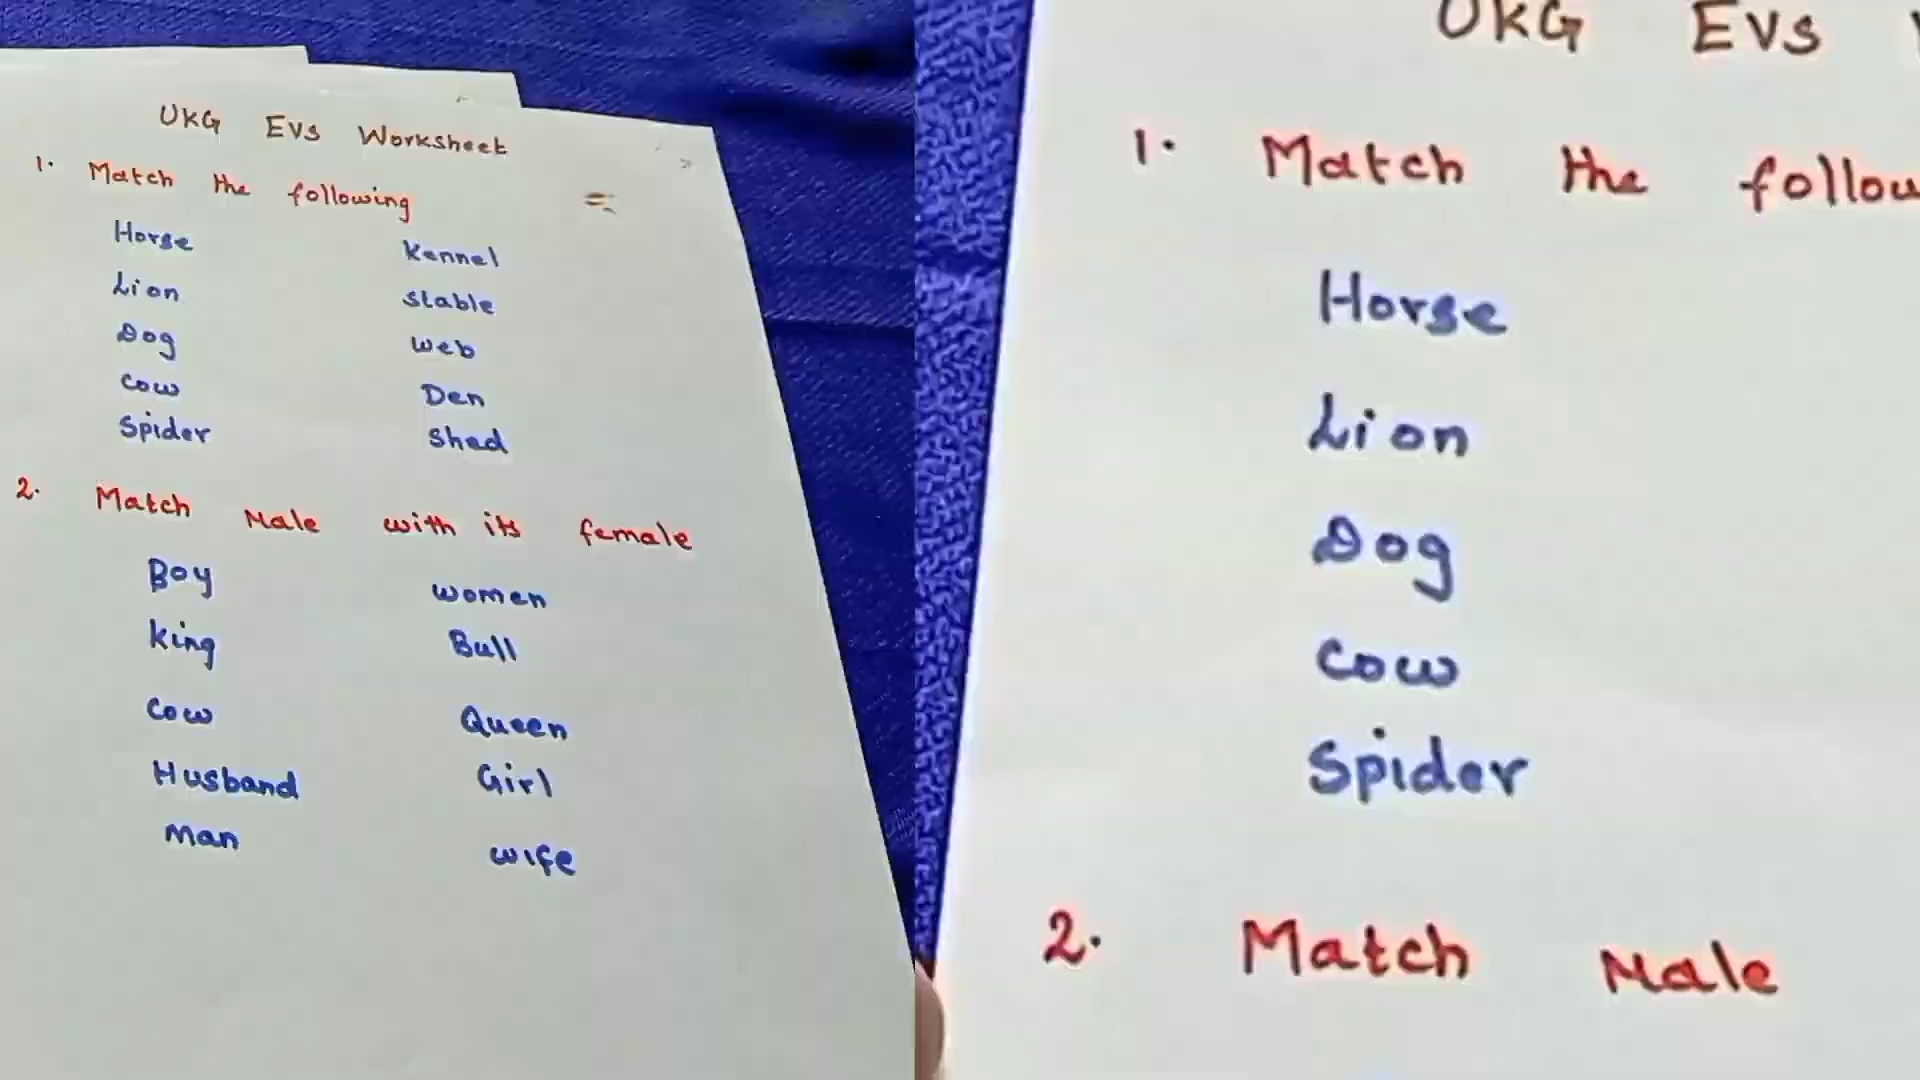 UKG EVS Worksheet
1. Match the following
Horse Kennel
Lion stable
Dog web
cow Den
Spider Shed
2. Match Male with its female
Boy women
king Bull
cow Queen
Husband Girl
Man wife
UKG EVS
1. Match the follow
Horse
Lion
Dog
cow
Spider
2. Match Male